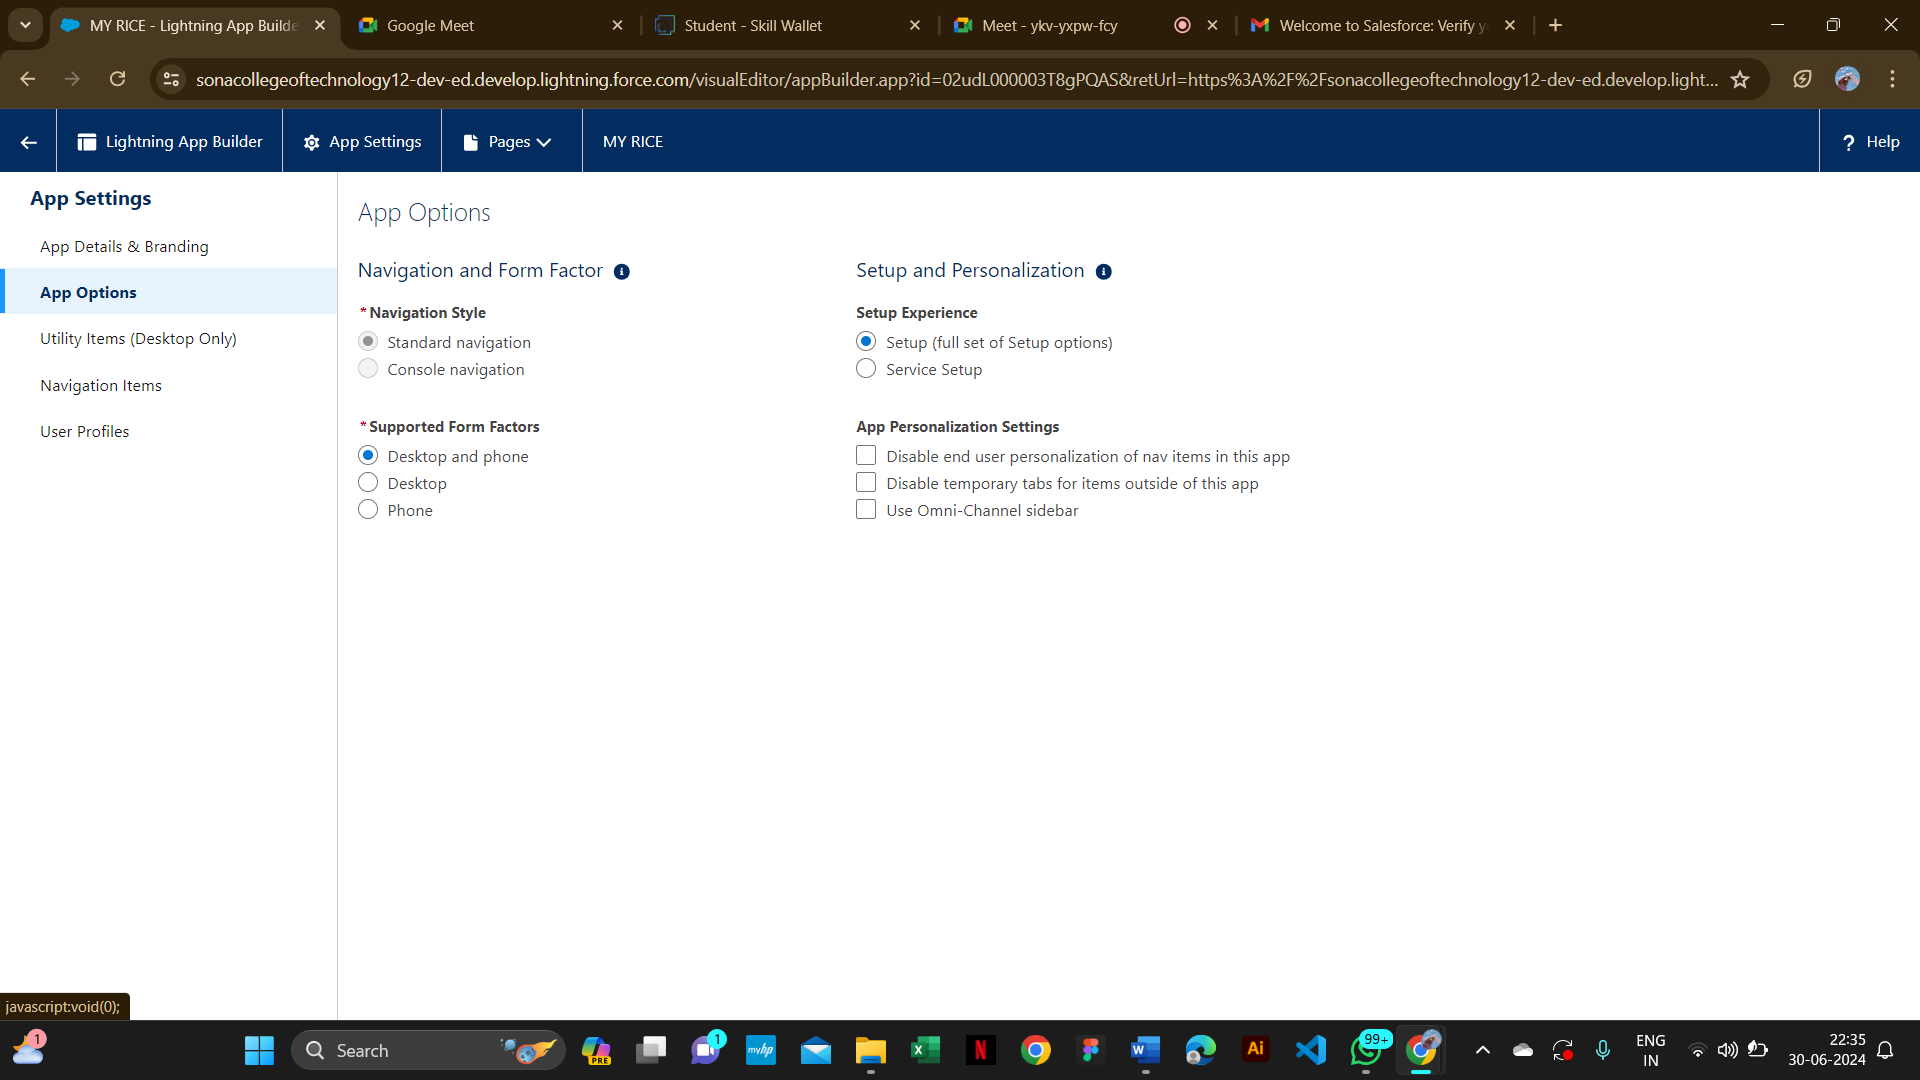 MY RICE - Lightning App Builde
Google Meet
Student - Skill Wallet
Meet - ykv-yxpw-fcy
Welcome to Salesforce: Verify y
sonacollegeoftechnology12-dev-ed.develop.lightning.force.com/visualEditor/appBuilder.app?id=02udL000003T8gPQAS&retUrl=https%3A%2F%2Fsonacollegeoftechnology12-dev-ed.develop.light...
Lightning App Builder
App Settings
Pages
MY RICE
? Help
App Settings
App Details & Branding
App Options
Utility Items (Desktop Only)
Navigation Items
User Profiles
App Options
Navigation and Form Factor
*Navigation Style
Standard navigation
Console navigation
*Supported Form Factors
Desktop and phone
Desktop
Phone
Setup and Personalization
Setup Experience
Setup (full set of Setup options)
Service Setup
App Personalization Settings
Disable end user personalization of nav items in this app
Disable temporary tabs for items outside of this app
Use Omni-Channel sidebar
javascript:void(0);
1
Search
PRE
1
myhp
N
W
Ai
99+
ENG
IN
22:35
30-06-2024